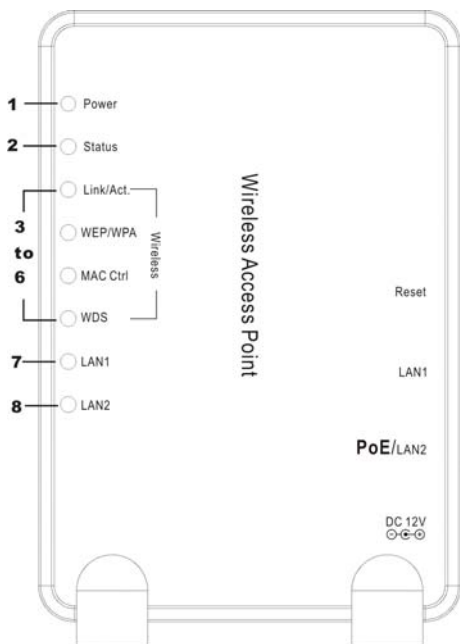 1 Power
2 Status
Link/Act.
3
to
6
WEP/WPA
MAC Ctrl
WDS
Wireless
7 LAN1
8 LAN2
Wireless Access Point
Reset
LAN1
PoE/LAN2
DC 12V